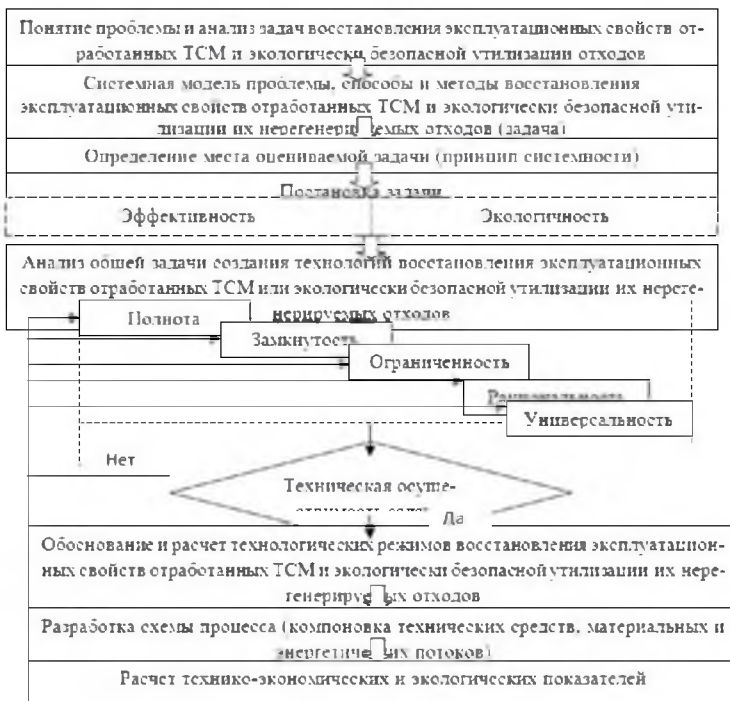 Понятие проблемы и анализ задач восстановления эксплуатационных свойств от-
работанных ТСМ и экологически безопасной утилизации отходов
Системная модель проблемы, способы и методы восстановления
эксплуатационных свойств отработанных ТСМ и экологически безопасной ути-
лизации их нерегенерируемых отходов (задача)
Определение места оцениваемой задачи (принцип системности)
Постановка задачи
Эффективность
Экологичность
Анализ общей задачи создания технологий восстановления эксплуатационных
свойств отработанных ТСМ или экологически безопасной утилизации их нереге-
нерируемых отходов
Полнота
Замкнутость
Ограниченность
Рациональность
Универсальность
Нет
Техническая осуще-
Да
Обоснование и расчет технологических режимов восстановления эксплуатацион-
ных свойств отработанных ТСМ и экологически безопасной утилизации их нере-
генерируемых отходов
Разработка схемы процесса (компоновка технических средств, материальных и
энергетических потоков)
Расчет технико-экономических и экологических показателей